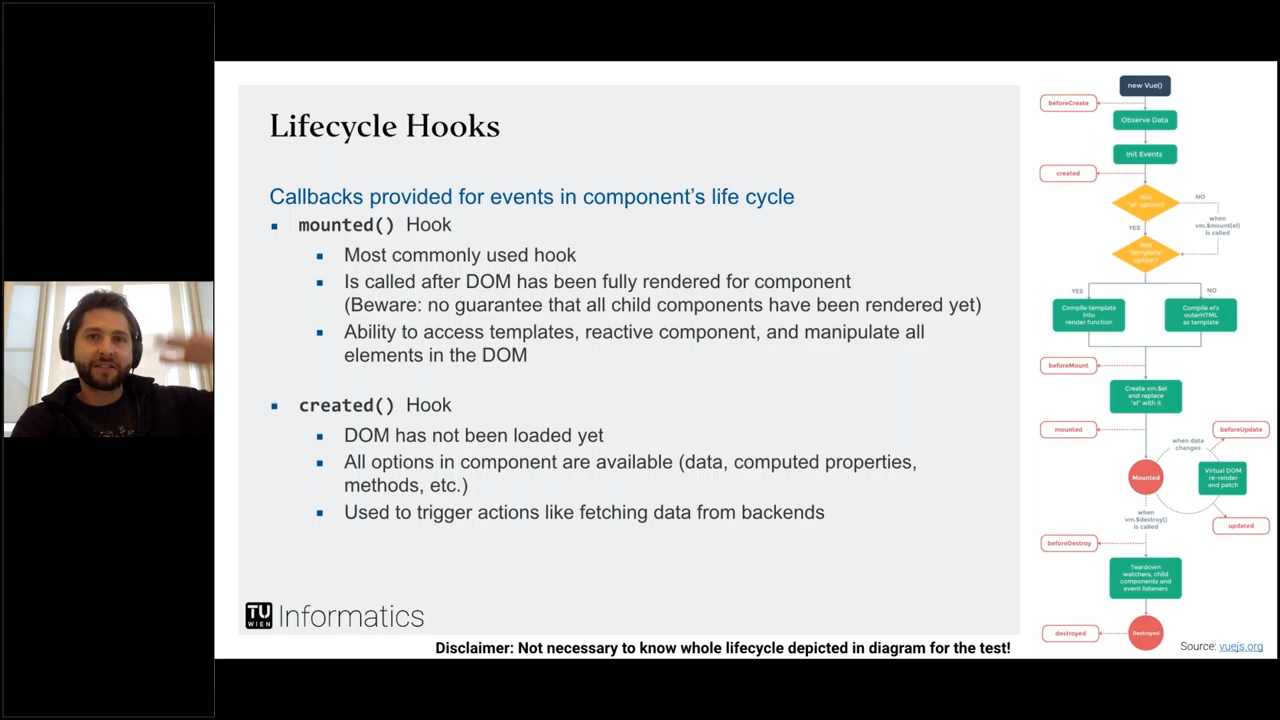 Lifecycle Hooks
Callbacks provided for events in component's life cycle
▪ mounted() Hook
▪ Most commonly used hook
▪ Is called after DOM has been fully rendered for component
(Beware: no guarantee that all child components have been rendered yet)
▪ Ability to access templates, reactive component, and manipulate all
elements in the DOM
▪ created() Hook
▪ DOM has not been loaded yet
▪ All options in component are available (data, computed properties,
methods, etc.)
▪ Used to trigger actions like fetching data from backends
TU
WIEN
Informatics
Disclaimer: Not necessary to know whole lifecycle depicted in diagram for the test!
new Vue()
beforeCreate
Observe Data
Init Events
created
Has
"el" option?
NO
when
vm.$mount(el)
is called
YES
Has
"template"
option?
YES
NO
Compile template
into
render function
Compile el's
outerHTML
as template
beforeMount
Create vm.$el
and replace
"el" with it
mounted
beforeUpdate
when data
changes
Mounted
Virtual DOM
re-render
and patch
when
vm.$destroy()
is called
updated
beforeDestroy
Teardown
watchers, child
components and
event listeners
destroyed
Destroyed
Source: vuejs.org